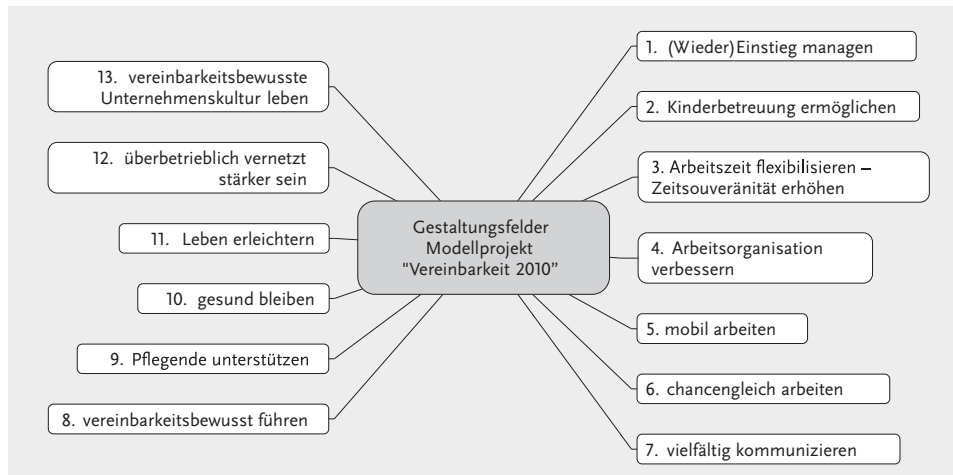 Gestaltungsfelder
Modellprojekt
"Vereinbarkeit 2010”
1. (Wieder)Einstieg managen
2. Kinderbetreuung ermöglichen
3. Arbeitszeit flexibilisieren –
Zeitsouveränität erhöhen
4. Arbeitsorganisation
verbessern
5. mobil arbeiten
6. chancengleich arbeiten
7. vielfältig kommunizieren
8. vereinbarkeitsbewusst führen
9. Pflegende unterstützen
10. gesund bleiben
11. Leben erleichtern
12. überbetrieblich vernetzt
stärker sein
13. vereinbarkeitsbewusste
Unternehmenskultur leben